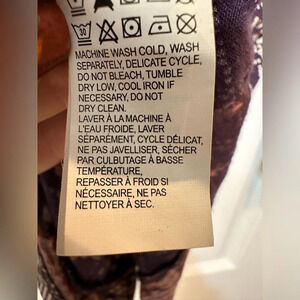 30
MACHINE WASH COLD, WASH
SEPARATELY, DELICATE CYCLE,
DO NOT BLEACH, TUMBLE
DRY LOW, COOL IRON IF
NECESSARY, DO NOT
DRY CLEAN.
LAVER À LA MACHINE À
L'EAU FROIDE, LAVER
SÉPARÉMENT, CYCLE DÉLICAT,
NE PAS JAVELLISER, SÉCHER
PAR CULBUTAGE À BASSE
TEMPÉRATURE,
REPASSER À FROID SI
NÉCESSAIRE, NE PAS
NETTOYER À SEC.